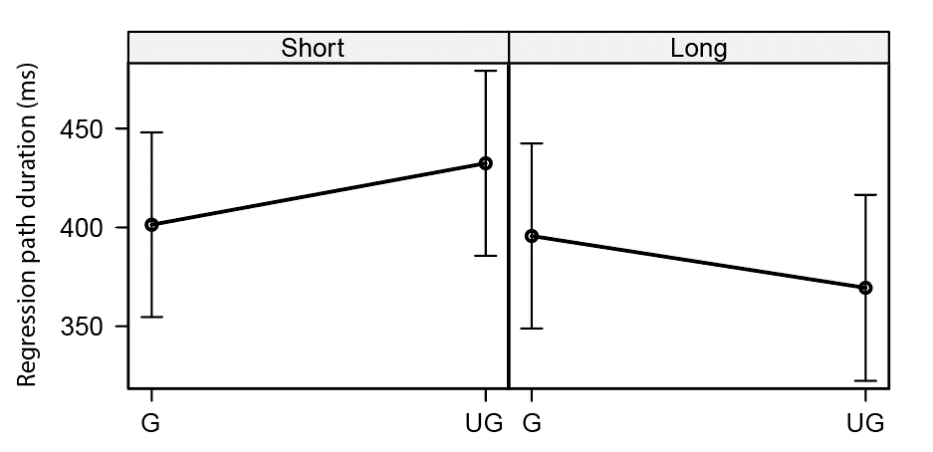 Short
Long
Regression path duration (ms)
450
400
350
G
UG
G
UG